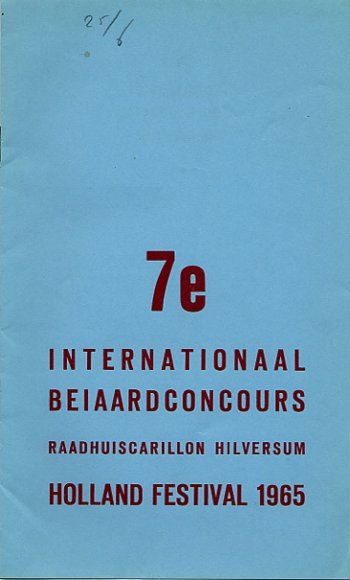 25/6
7e
INTERNATIONAAL
BEIAARDCONCOURS
RAADHUISCARILLON HILVERSUM
HOLLAND FESTIVAL 1965